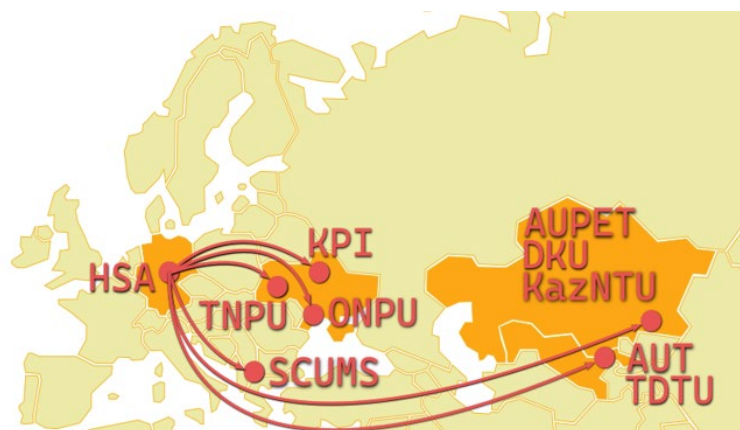 HSA
KPI
TNPU
ONPU
SCUMS
AUPET
DKU
KazNTU
AUT
TDTU